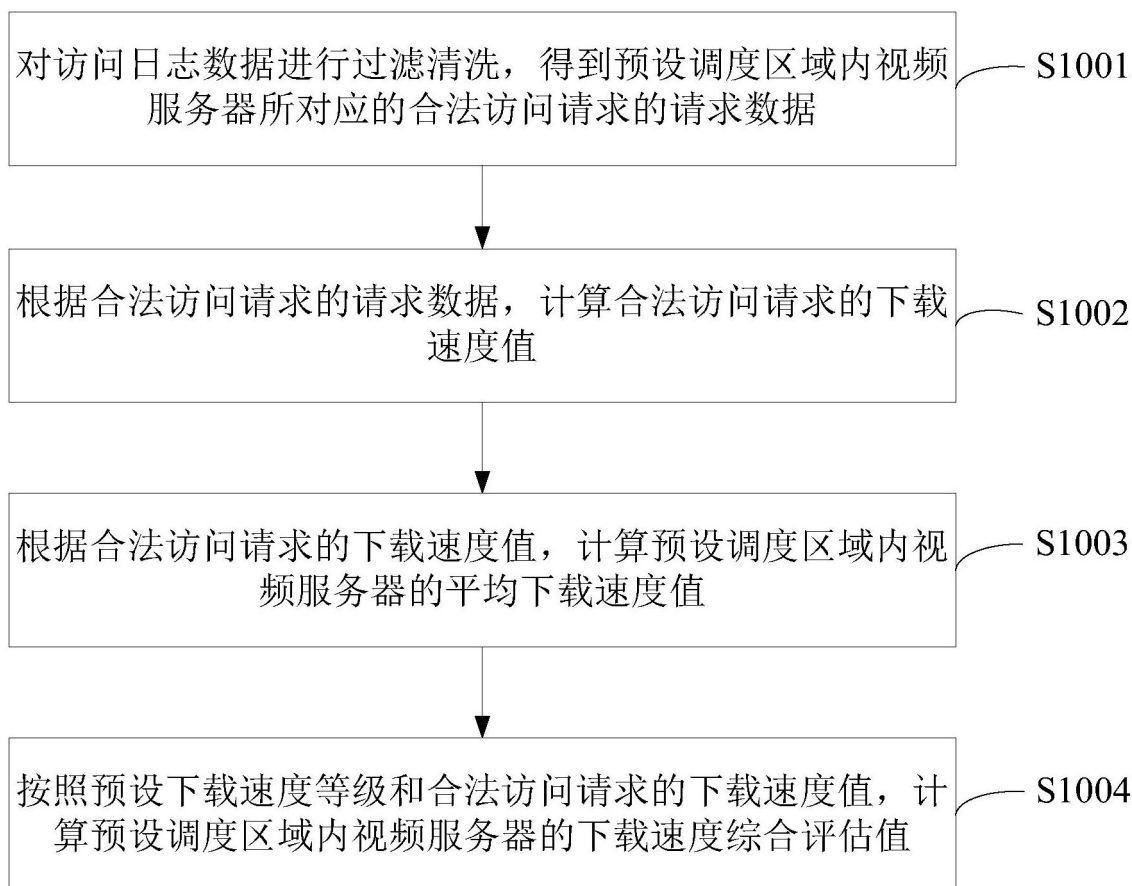 对访问日志数据进行过滤清洗，得到预设调度区域内视频
服务器所对应的合法访问请求的请求数据
S1001
根据合法访问请求的请求数据，计算合法访问请求的下载
速度值
S1002
根据合法访问请求的下载速度值，计算预设调度区域内视
频服务器的平均下载速度值
S1003
按照预设下载速度等级和合法访问请求的下载速度值，计
算预设调度区域内视频服务器的下载速度综合评估值
S1004